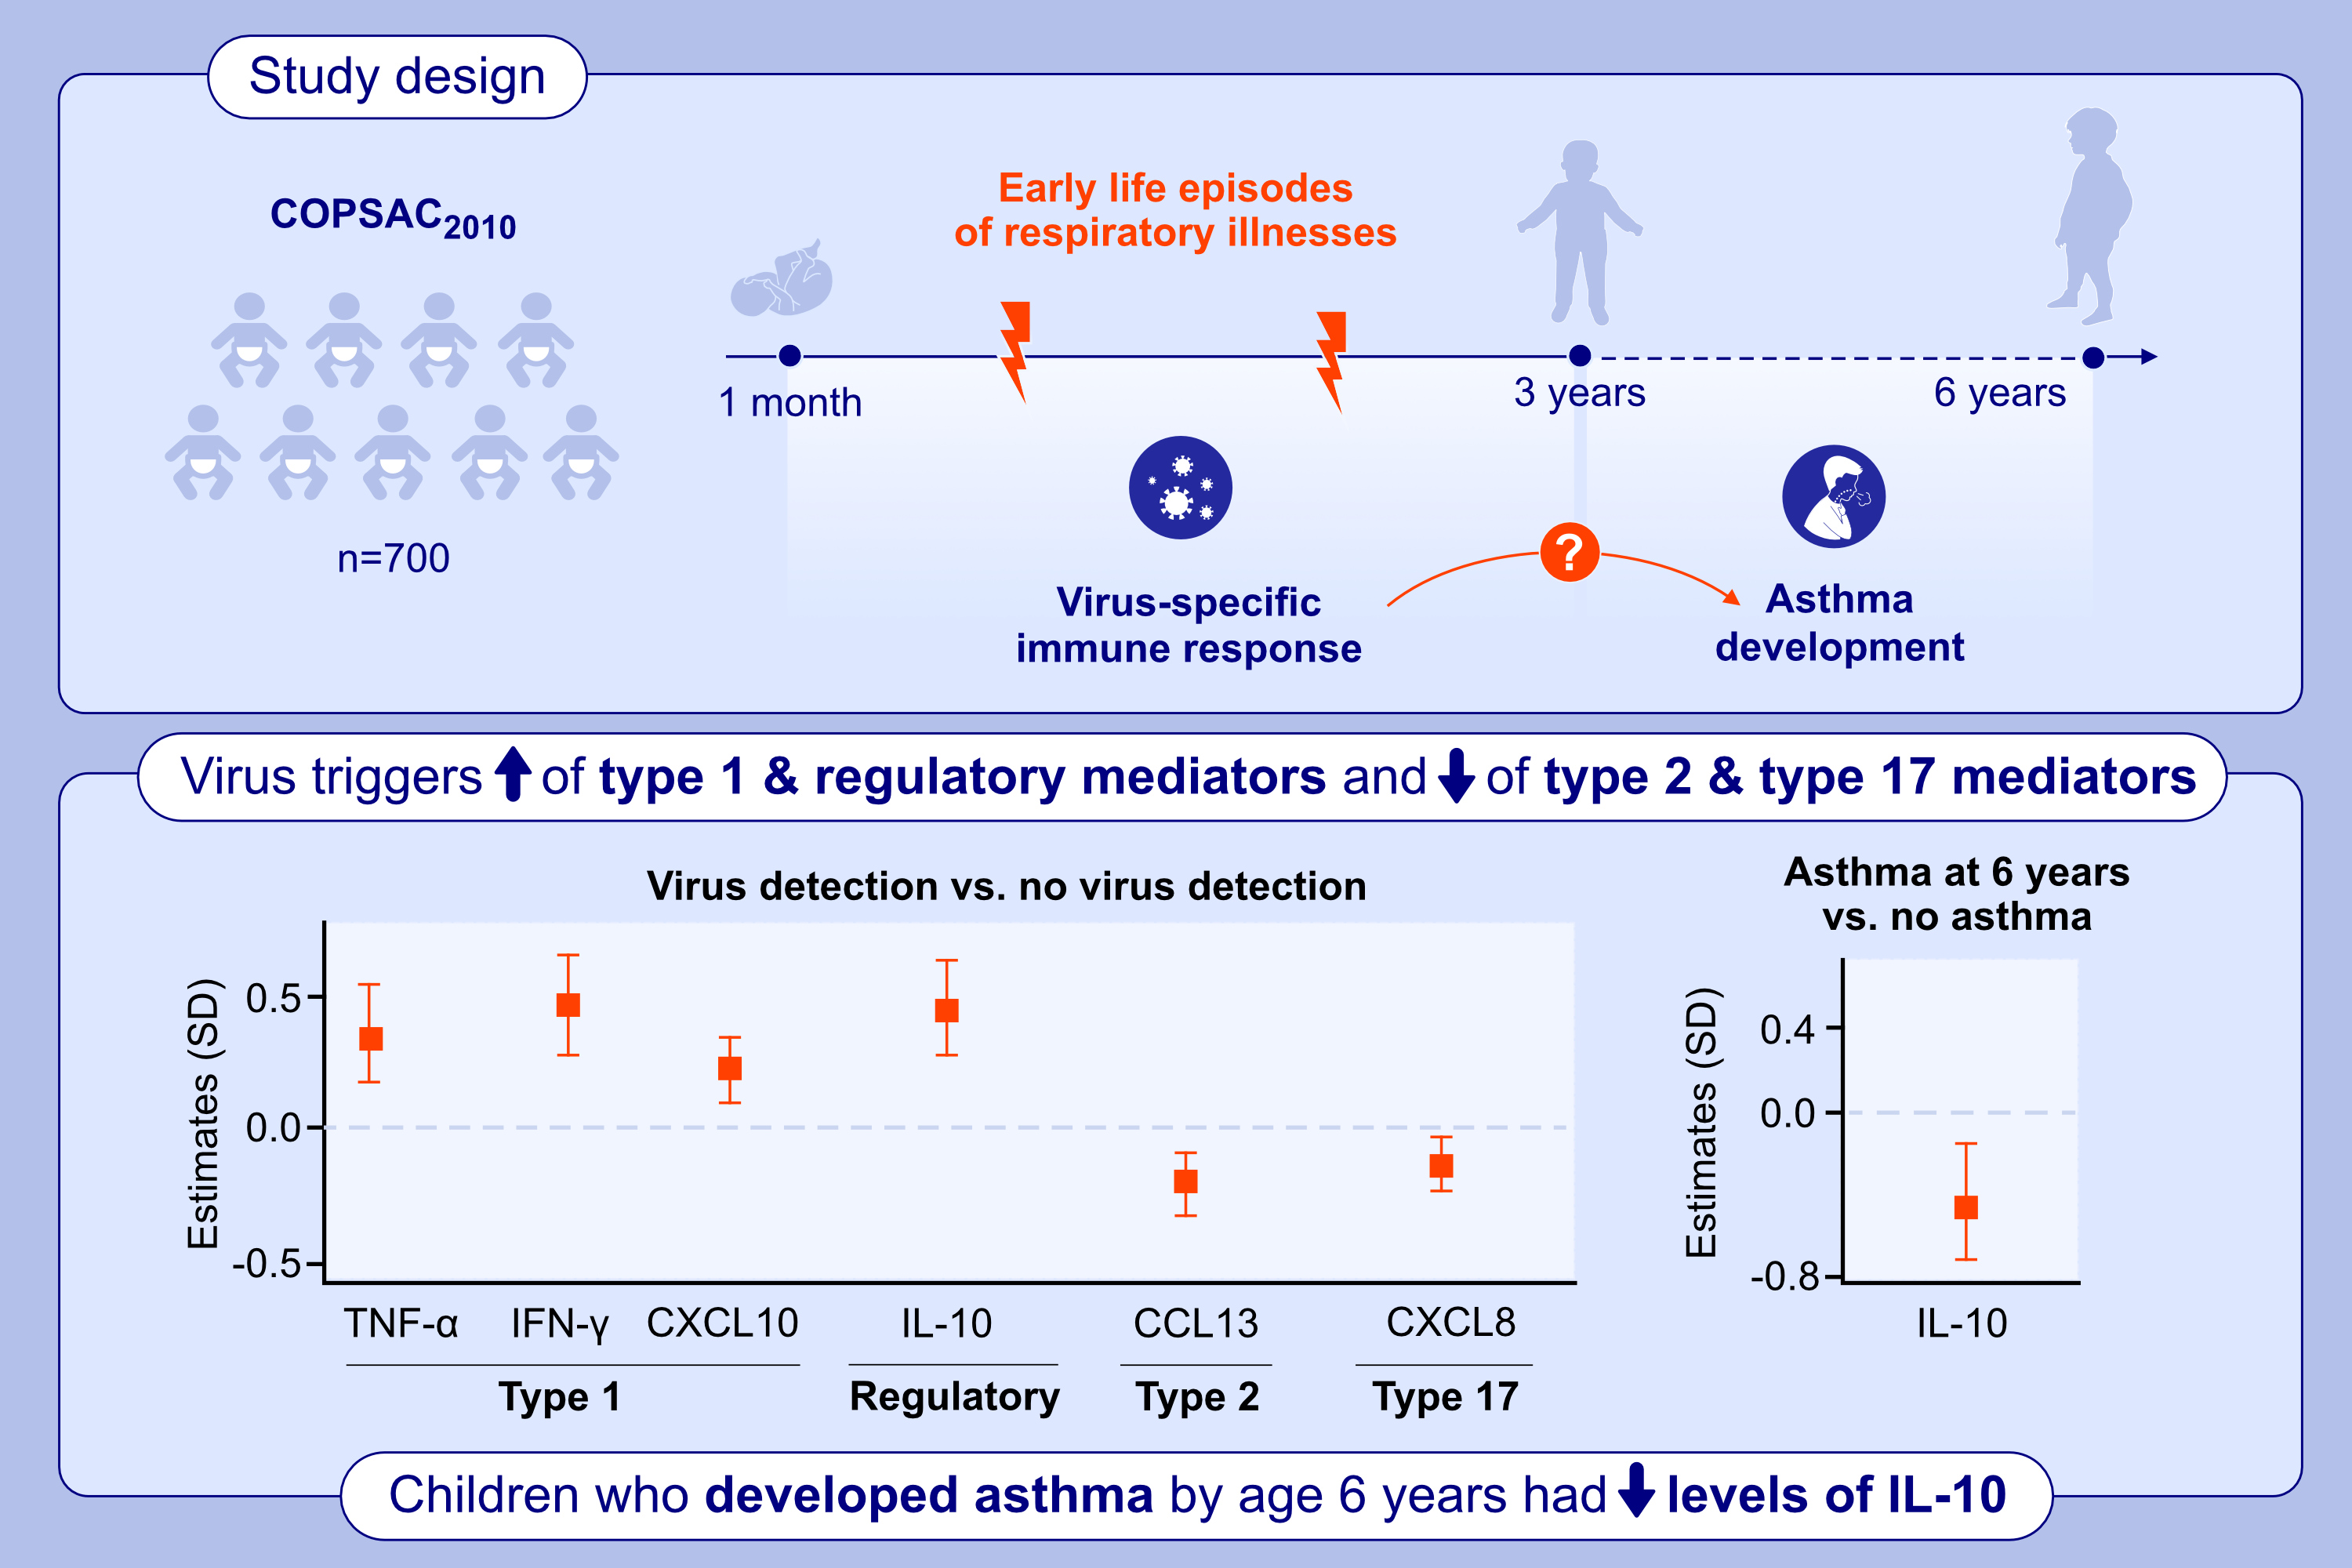 Study design
COPSAC2010
n=700
Early life episodes
of respiratory illnesses
1 month
3 years
6 years
?
Virus-specific
immune response
Asthma
development
Virus triggers of type 1 & regulatory mediators and of type 2 & type 17 mediators
Virus detection vs. no virus detection
Estimates (SD)
0.5
0.0
-0.5
TNF-α IFN-γ CXCL10 IL-10 CCL13 CXCL8
Type 1 Regulatory Type 2 Type 17
Asthma at 6 years
vs. no asthma
Estimates (SD)
0.4
0.0
-0.8
IL-10
Children who developed asthma by age 6 years had levels of IL-10